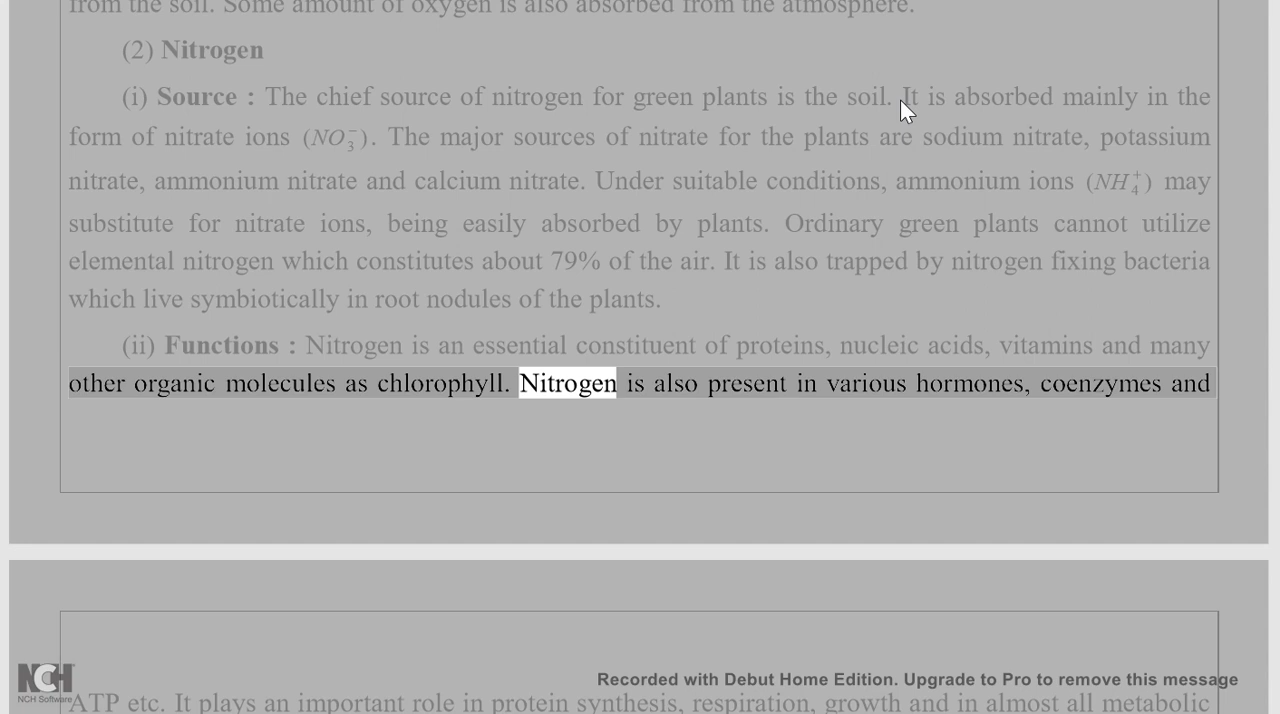 from the soil. Some amount of oxygen is also absorbed from the atmosphere.
(2) Nitrogen
(i) Source : The chief source of nitrogen for green plants is the soil. It is absorbed mainly in the
form of nitrate ions (NO₃⁻). The major sources of nitrate for the plants are sodium nitrate, potassium
nitrate, ammonium nitrate and calcium nitrate. Under suitable conditions, ammonium ions (NH₄⁺) may
substitute for nitrate ions, being easily absorbed by plants. Ordinary green plants cannot utilize
elemental nitrogen which constitutes about 79% of the air. It is also trapped by nitrogen fixing bacteria
which live symbiotically in root nodules of the plants.
(ii) Functions : Nitrogen is an essential constituent of proteins, nucleic acids, vitamins and many
other organic molecules as chlorophyll. Nitrogen is also present in various hormones, coenzymes and
NCH
NCH Software
Recorded with Debut Home Edition. Upgrade to Pro to remove this message
ATP etc. It plays an important role in protein synthesis, respiration, growth and in almost all metabolic